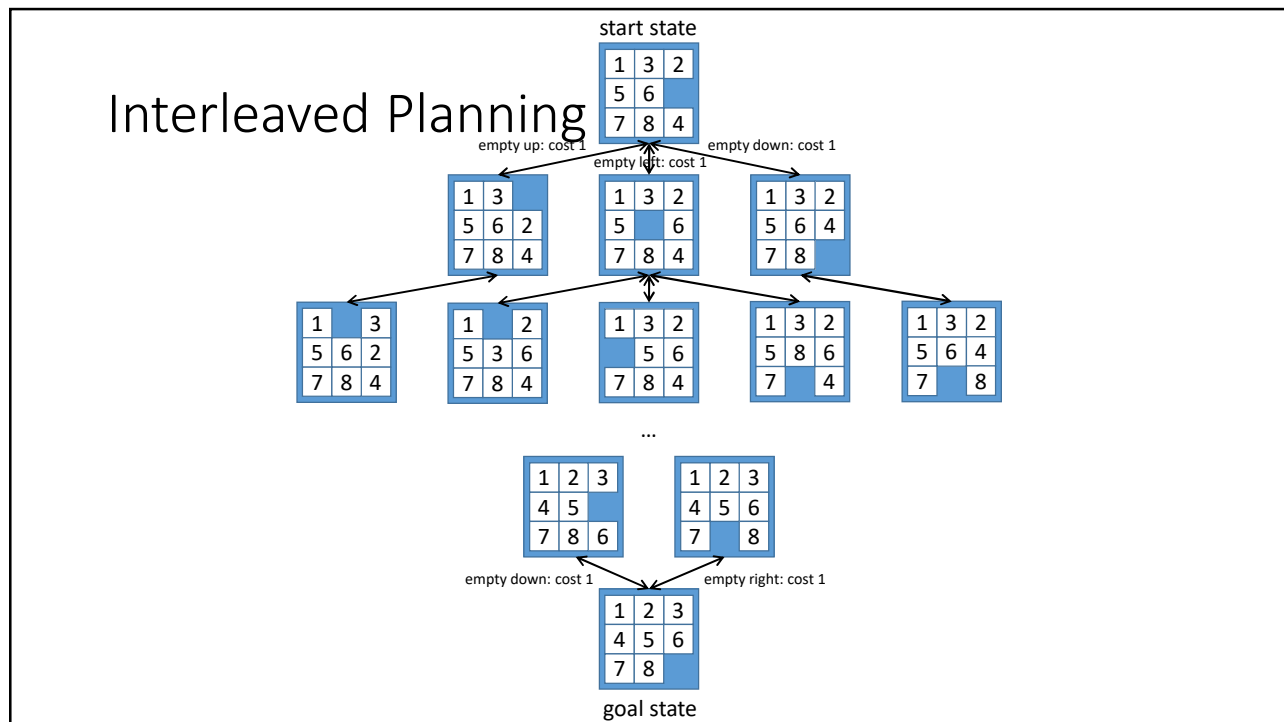 start state
1 3 2
5 6
7 8 4
Interleaved Planning
empty up: cost 1
empty left: cost 1
empty down: cost 1
1 3
5 6 2
7 8 4
1 3 2
5 6
7 8 4
1 3 2
5 6 4
7 8
1 3
5 6 2
7 8 4
1 2
5 3 6
7 8 4
1 3 2
5 6
7 8 4
1 3 2
5 8 6
7 4
1 3 2
5 6 4
7 8
...
1 2 3
4 5
7 8 6
1 2 3
4 5 6
7 8
empty down: cost 1
empty right: cost 1
1 2 3
4 5 6
7 8
goal state